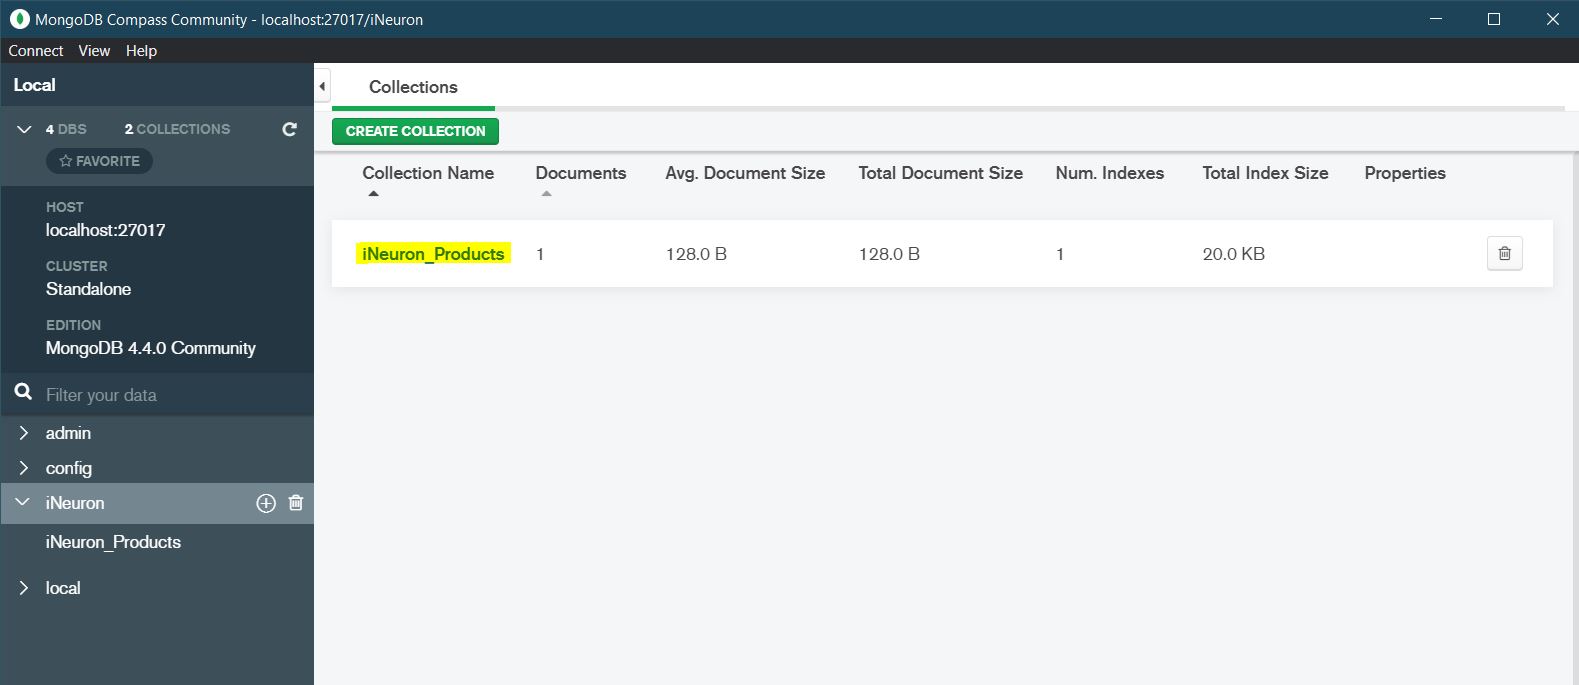 MongoDB Compass Community - localhost:27017/iNeuron
Connect View Help
Local
4 DBS 2 COLLECTIONS
FAVORITE
HOST
localhost:27017
CLUSTER
Standalone
EDITION
MongoDB 4.4.0 Community
Filter your data
admin
config
iNeuron
iNeuron_Products
local
Collections
CREATE COLLECTION
Collection Name Documents Avg. Document Size Total Document Size Num. Indexes Total Index Size Properties
iNeuron_Products 1 128.0 B 128.0 B 1 20.0 KB